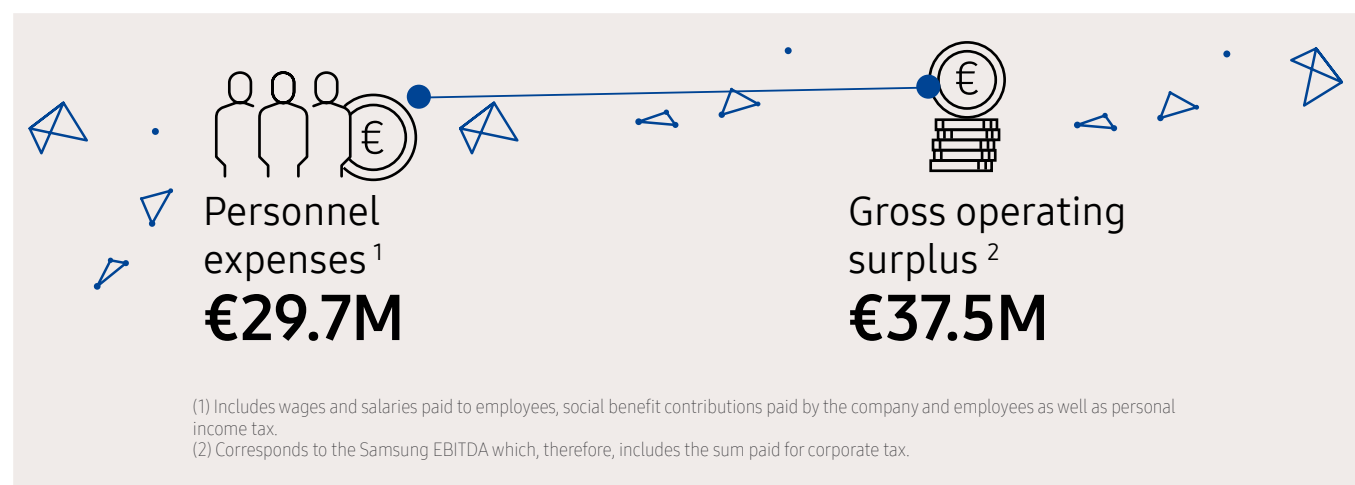 €
€
Personnel
expenses 1
€29.7M
Gross operating
surplus 2
€37.5M
(1) Includes wages and salaries paid to employees, social benefit contributions paid by the company and employees as well as personal
income tax.
(2) Corresponds to the Samsung EBITDA which, therefore, includes the sum paid for corporate tax.